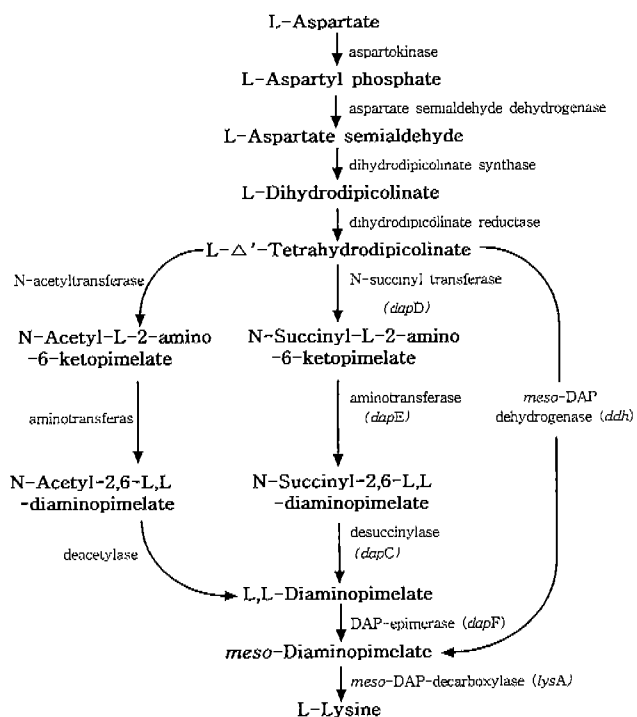 L-Aspartate
aspartokinase
L-Aspartyl phosphate
aspartate semialdehyde dehydrogenase
L-Aspartate semialdehyde
dihydrodipicolinate synthase
L-Dihydrodipicolinate
dihydrodipicolinate reductase
L-△′-Tetrahydrodipicolinate
N-acetyltransferase
N-succinyl transferase
(dapD)
N-Acetyl-L-2-amino
-6-ketopimelate
N-Succinyl-L-2-amino
-6-ketopimelate
aminotransferas
aminotransferase
(dapE)
meso-DAP
dehydrogenase (ddh)
N-Acetyl-2,6-L,L
-diaminopimelate
N-Succinyl-2,6-L,L
-diaminopimelate
deacetylase
desuccinylase
(dapC)
L,L-Diaminopimelate
DAP-epimerase (dapF)
meso-Diaminopimelate
meso-DAP-decarboxylase (lysA)
L-Lysine